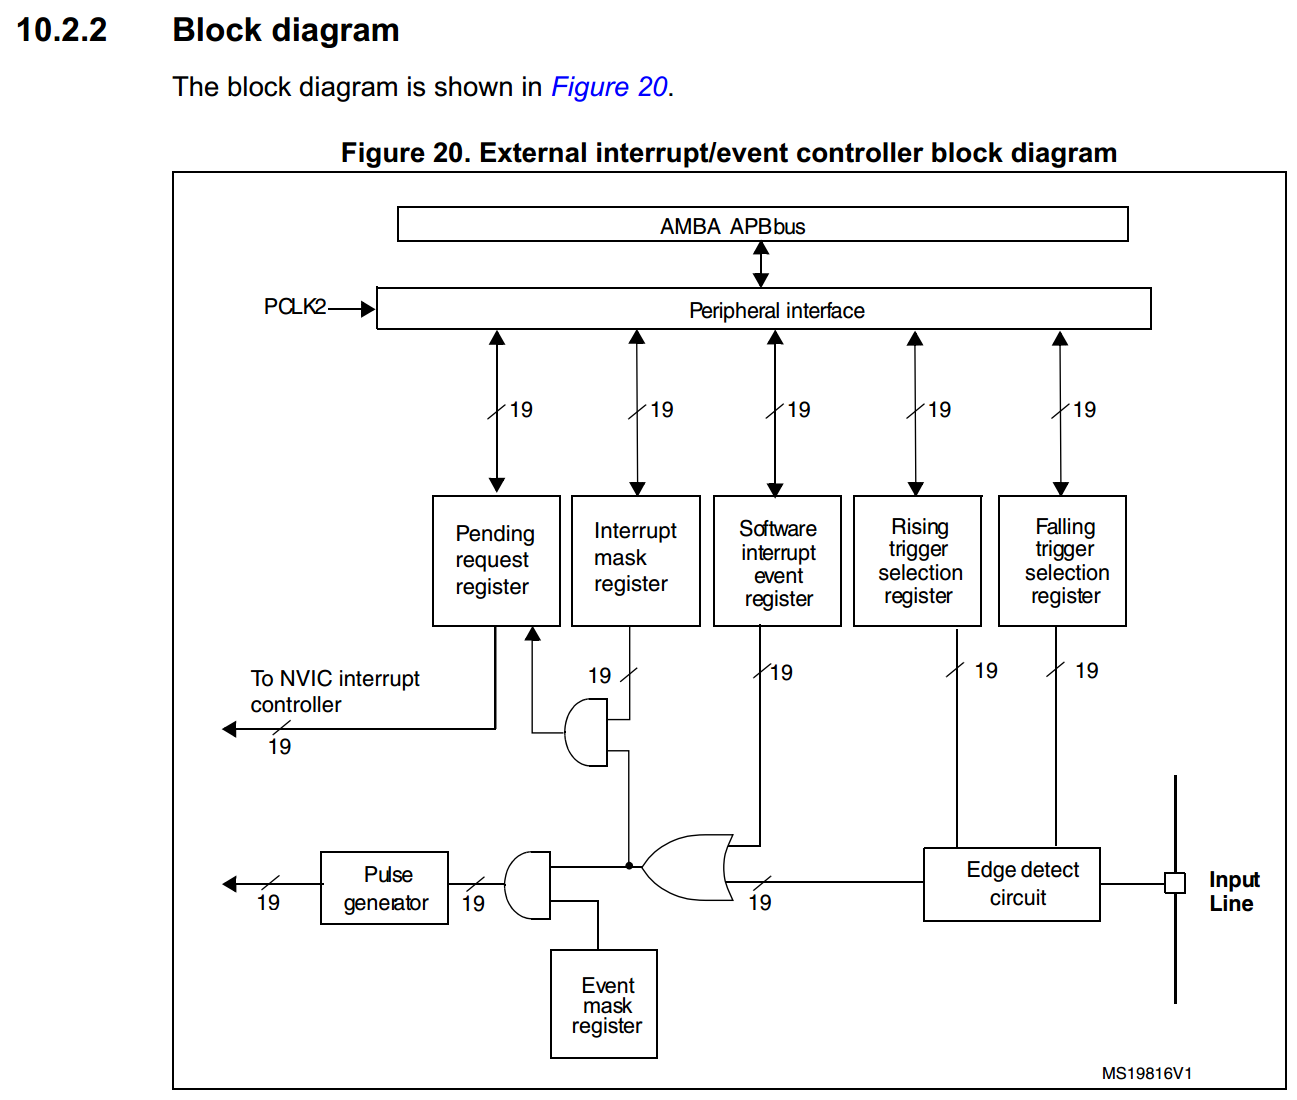 10.2.2 Block diagram
The block diagram is shown in Figure 20.
Figure 20. External interrupt/event controller block diagram
AMBA APB bus
PCLK2
Peripheral interface
19 19 19 19 19
Pending
request
register
Interrupt
mask
register
Software
interrupt
event
register
Rising
trigger
selection
register
Falling
trigger
selection
register
19 19 19 19
To NVIC interrupt
controller
19
Pulse
generator
19
19
19
Edge detect
circuit
Input
Line
Event
mask
register
MS19816V1